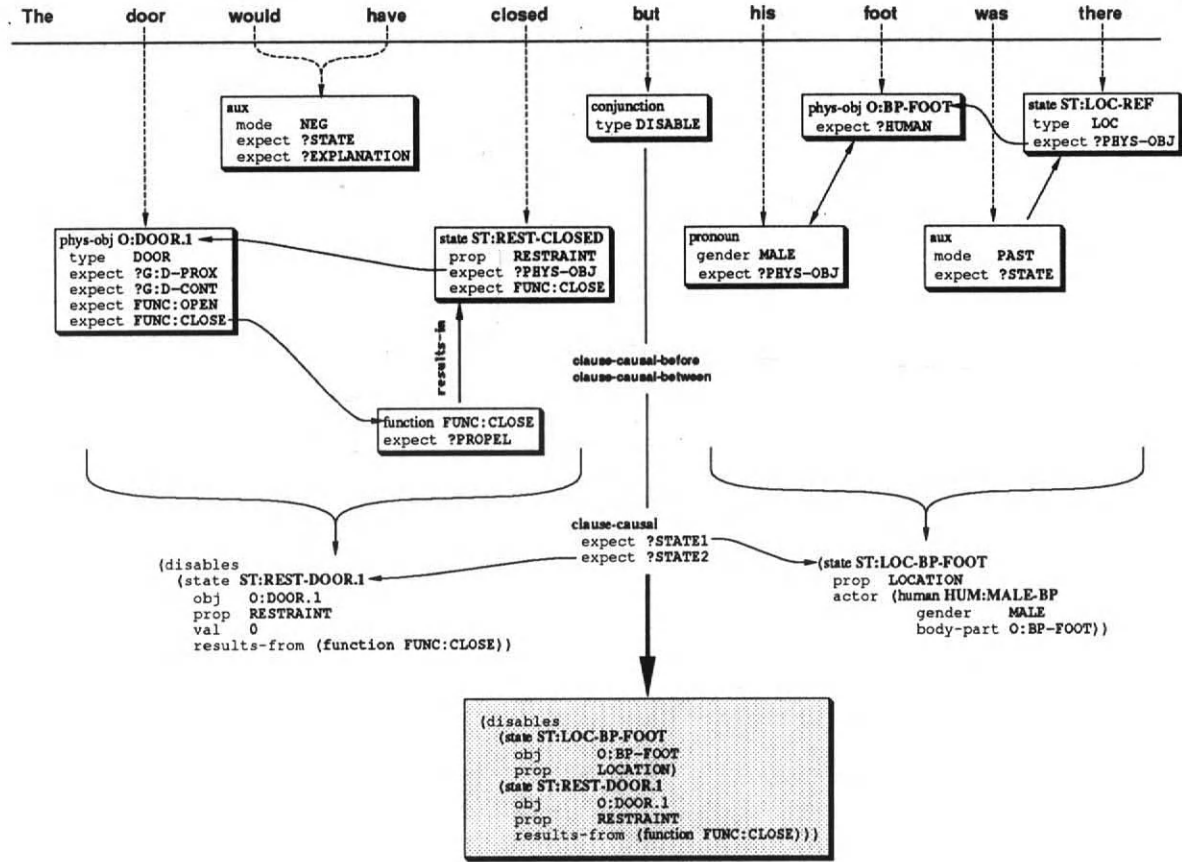 The door would have closed but his foot was there
aux
mode NEG
expect ?STATE
expect ?EXPLANATION
conjunction
type DISABLE
phys-obj O:BP-FOOT
expect ?HUMAN
state ST:LOC-REF
type LOC
expect ?PHYS-OBJ
phys-obj O:DOOR.1
type DOOR
expect ?G:D-PROX
expect ?G:D-CONT
expect FUNC:OPEN
expect FUNC:CLOSE
state ST:REST-CLOSED
prop RESTRAINT
expect ?PHYS-OBJ
expect FUNC:CLOSE
pronoun
gender MALE
expect ?PHYS-OBJ
aux
mode PAST
expect ?STATE
results-in
clause-causal-before
clause-causal-between
function FUNC:CLOSE
expect ?PROPEL
clause-causal
expect ?STATE1
expect ?STATE2
(disables
(state ST:REST-DOOR.1
obj O:DOOR.1
prop RESTRAINT
val 0
results-from (function FUNC:CLOSE))
(state ST:LOC-BP-FOOT
prop LOCATION
actor (human HUM:MALE-BP
gender MALE
body-part O:BP-FOOT))
(disables
(state ST:LOC-BP-FOOT
obj O:BP-FOOT
prop LOCATION)
(state ST:REST-DOOR.1
obj O:DOOR.1
prop RESTRAINT
results-from (function FUNC:CLOSE)))